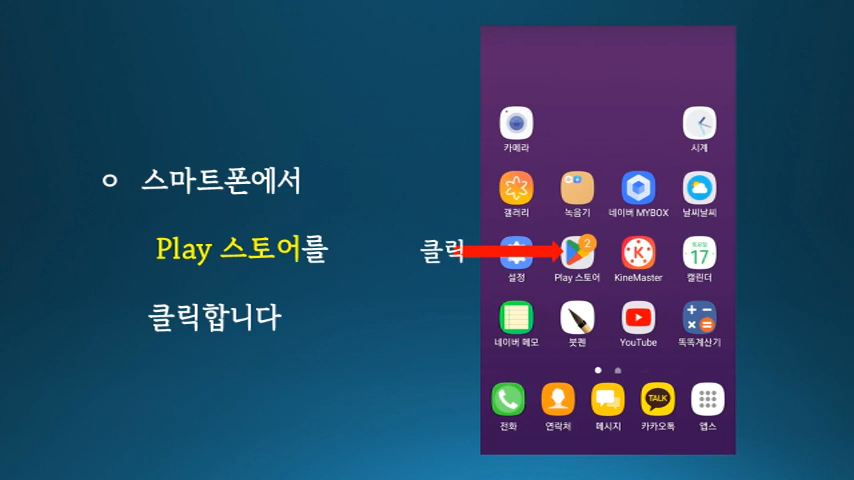 ㅇ 스마트폰에서
Play 스토어를
클릭합니다
클릭
카메라
시계
갤러리
녹음기
네이버 MYBOX
날씨날씨
2
토요일
17
설정
Play 스토어
KineMaster
캘린더
네이버 메모
붓펜
YouTube
똑똑계산기
TALK
전화
연락처
메시지
카카오톡
앱스